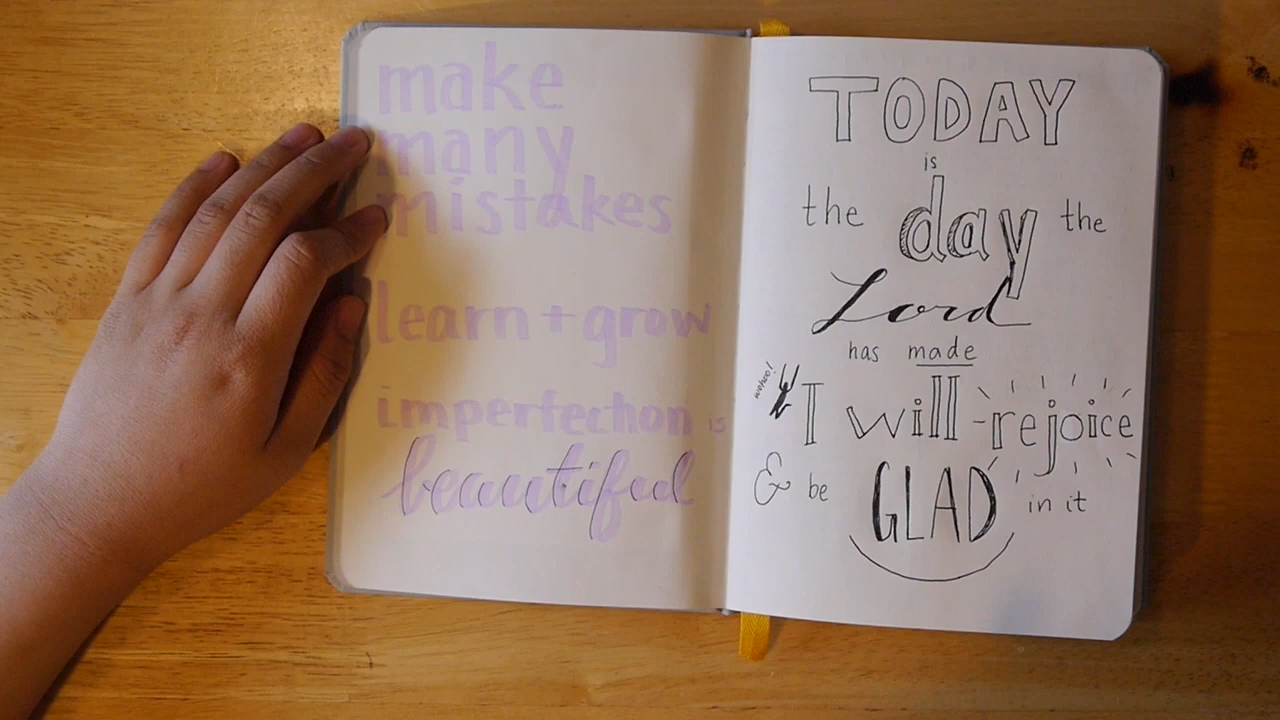 make
many
mistakes
learn + grow
imperfection is
beautiful
TODAY
is
the day the
Lord
has made
wohoo!
I will rejoice
& be GLAD in it